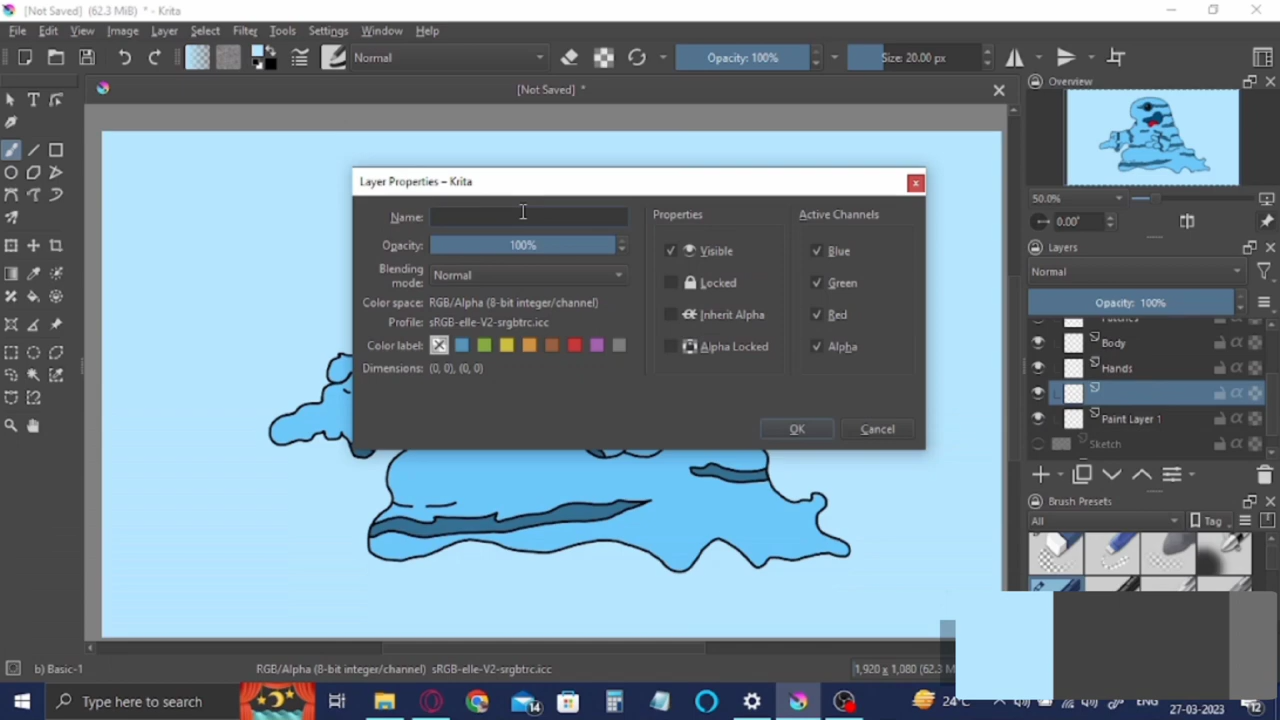 [Not Saved] (62.3 MiB) * - Krita
File Edit View Image Layer Select Filter Tools Settings Window Help
Normal Opacity: 100% Size: 20.00 px
[Not Saved] * Overview
Layer Properties – Krita
Name:
Opacity: 100%
Blending mode: Normal
Color space: RGB/Alpha (8-bit integer/channel)
Profile: sRGB-elle-V2-srgbtrc.icc
Color label:
Dimensions: (0, 0), (0, 0)
Properties
Visible
Locked
Inherit Alpha
Alpha Locked
Active Channels
Blue
Green
Red
Alpha
OK Cancel
50.0%
0.00°
Layers
Normal
Opacity: 100%
Body
Hands
Paint Layer 1
Sketch
Brush Presets
All Tag
b) Basic-1 RGB/Alpha (8-bit integer/channel) sRGB-elle-V2-srgbtrc.icc 1,920 x 1,080 (62.3 M
Type here to search 14 24°C ENG
27-03-2023 12